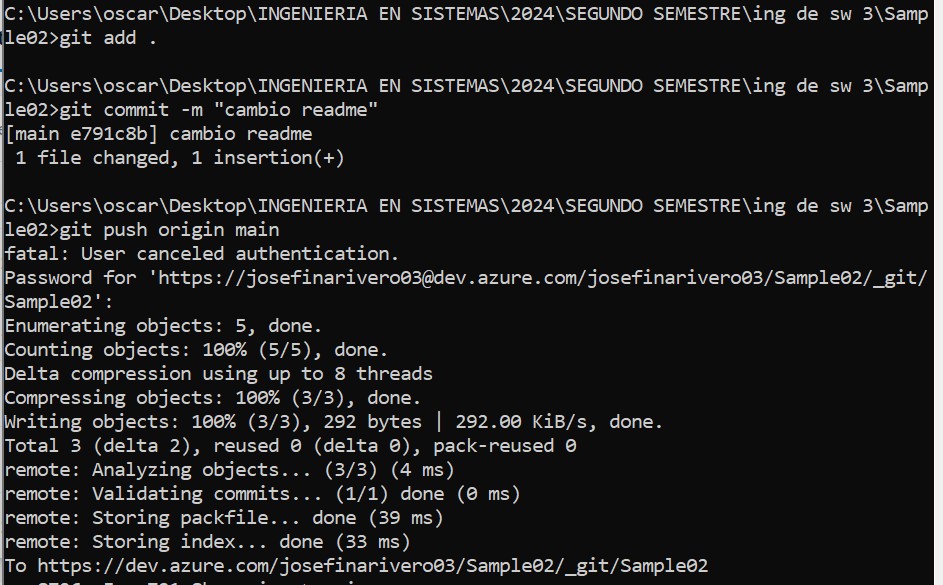 C:\Users\oscar\Desktop\INGENIERIA EN SISTEMAS\2024\SEGUNDO SEMESTRE\ing de sw 3\Samp
le02>git add .
C:\Users\oscar\Desktop\INGENIERIA EN SISTEMAS\2024\SEGUNDO SEMESTRE\ing de sw 3\Samp
le02>git commit -m "cambio readme"
[main e791c8b] cambio readme
 1 file changed, 1 insertion(+)
C:\Users\oscar\Desktop\INGENIERIA EN SISTEMAS\2024\SEGUNDO SEMESTRE\ing de sw 3\Samp
le02>git push origin main
fatal: User canceled authentication.
Password for 'https://josefinarivero03@dev.azure.com/josefinarivero03/Sample02/_git/
Sample02':
Enumerating objects: 5, done.
Counting objects: 100% (5/5), done.
Delta compression using up to 8 threads
Compressing objects: 100% (3/3), done.
Writing objects: 100% (3/3), 292 bytes | 292.00 KiB/s, done.
Total 3 (delta 2), reused 0 (delta 0), pack-reused 0
remote: Analyzing objects... (3/3) (4 ms)
remote: Validating commits... (1/1) done (0 ms)
remote: Storing packfile... done (39 ms)
remote: Storing index... done (33 ms)
To https://dev.azure.com/josefinarivero03/Sample02/_git/Sample02